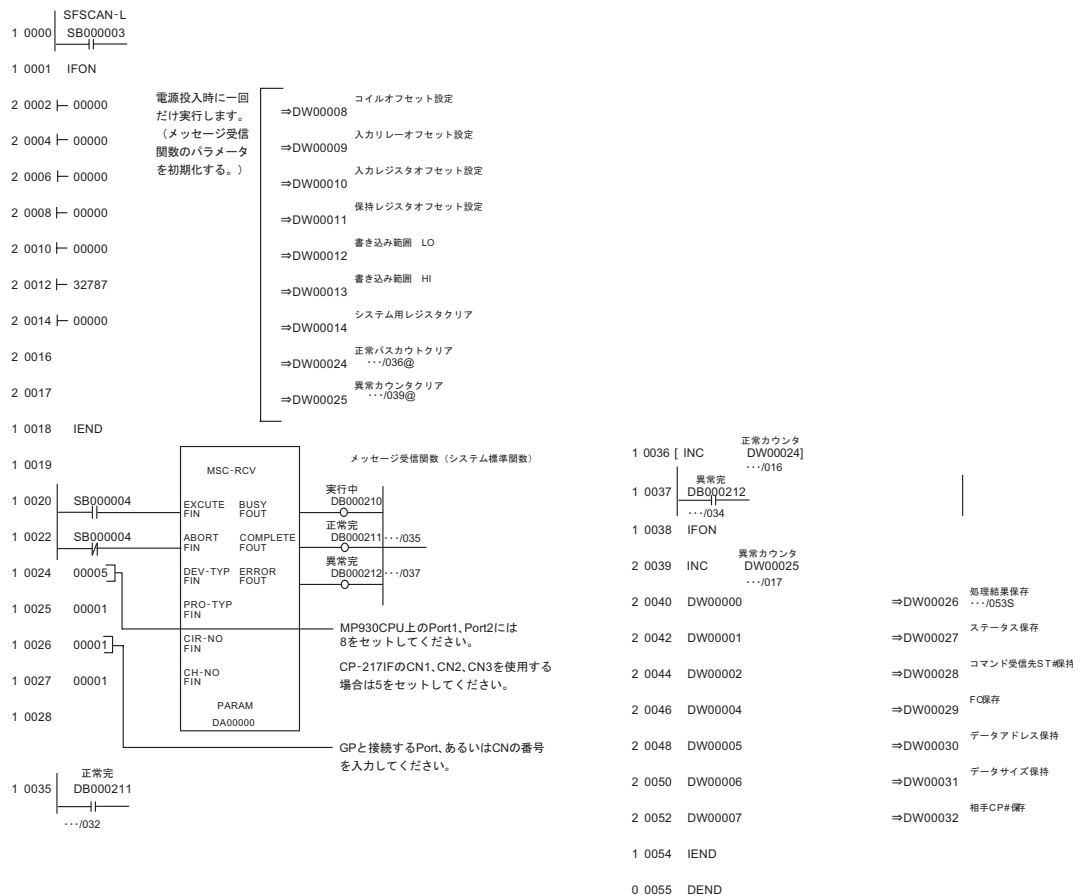 SFSCAN-L
1 0000 SB000003
1 0001 IFON
電源投入時に一回
だけ実行します。
（メッセージ受信
関数のパラメータ
を初期化する。）
2 0002 00000 ⇒DW00008 コイルオフセット設定
2 0004 00000 ⇒DW00009 入力リレーオフセット設定
2 0006 00000 ⇒DW00010 入力レジスタオフセット設定
2 0008 00000 ⇒DW00011 保持レジスタオフセット設定
2 0010 00000 ⇒DW00012 書き込み範囲 LO
2 0012 32787 ⇒DW00013 書き込み範囲 HI
2 0014 00000 ⇒DW00014 システム用レジスタクリア
2 0016 ⇒DW00024 正常パスカウトクリア
･･･/036@
2 0017 ⇒DW00025 異常カウンタクリア
･･･/039@
1 0018 IEND
1 0019
MSC-RCV
メッセージ受信関数（システム標準関数）
1 0020 SB000004 EXCUTE FIN BUSY FOUT 実行中 DB000210
1 0022 SB000004 ABORT FIN COMPLETE FOUT 正常完 DB000211 ･･･/035
1 0024 00005 DEV-TYP FIN ERROR FOUT 異常完 DB000212 ･･･/037
1 0025 00001 PRO-TYP FIN
1 0026 00001 CIR-NO FIN
1 0027 00001 CH-NO FIN
1 0028 PARAM
DA00000
MP930CPU上のPort1、Port2には
8をセットしてください。
CP-217IFのCN1、CN2、CN3を使用する
場合は5をセットしてください。
GPと接続するPort、あるいはCNの番号
を入力してください。
正常完
1 0035 DB000211
･･･/032
正常カウンタ
1 0036 [ INC DW00024]
･･･/016
異常完
1 0037 DB000212
･･･/034
1 0038 IFON
異常カウンタ
2 0039 INC DW00025
･･･/017
2 0040 DW00000 ⇒DW00026 処理結果保存
･･･/053S
2 0042 DW00001 ⇒DW00027 ステータス保存
2 0044 DW00002 ⇒DW00028 コマンド受信先ST#保持
2 0046 DW00004 ⇒DW00029 FC保存
2 0048 DW00005 ⇒DW00030 データアドレス保持
2 0050 DW00006 ⇒DW00031 データサイズ保持
2 0052 DW00007 ⇒DW00032 相手CP#保存
1 0054 IEND
0 0055 DEND